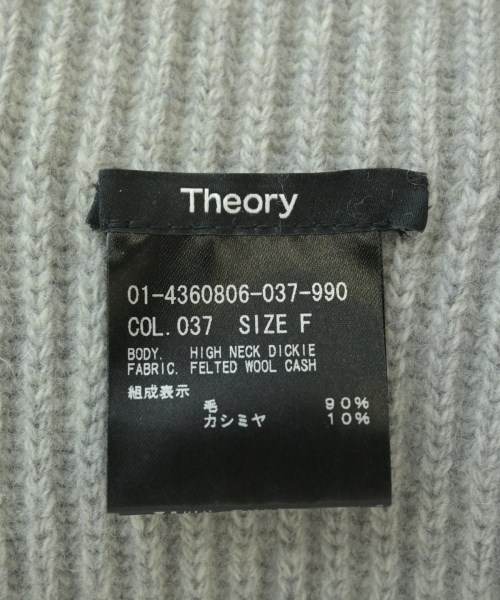 Theory
01-4360806-037-990
COL.037 SIZE F
BODY. HIGH NECK DICKIE
FABRIC. FELTED WOOL CASH
組成表示
毛 90%
カシミヤ 10%